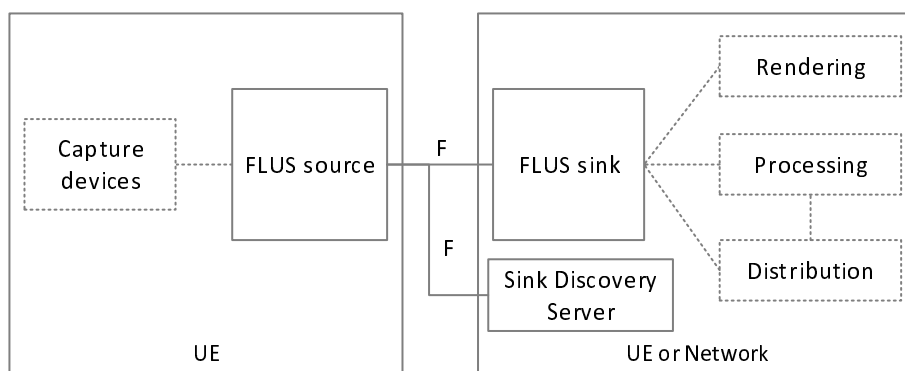 Capture
devices
FLUS source
F
F
UE
FLUS sink
Sink Discovery
Server
Rendering
Processing
Distribution
UE or Network